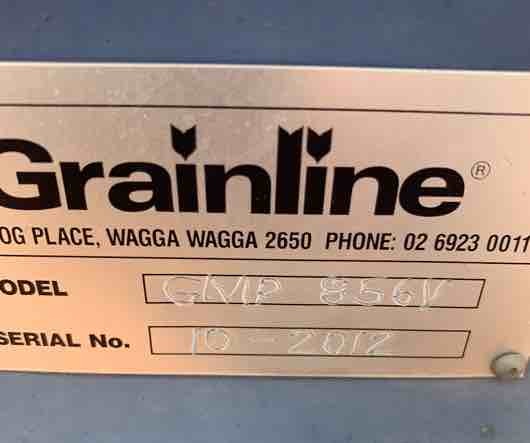 Grainline®
OG PLACE, WAGGA WAGGA 2650 PHONE: 02 6923 0011
ODEL GMP 856V
SERIAL No. 10-2012